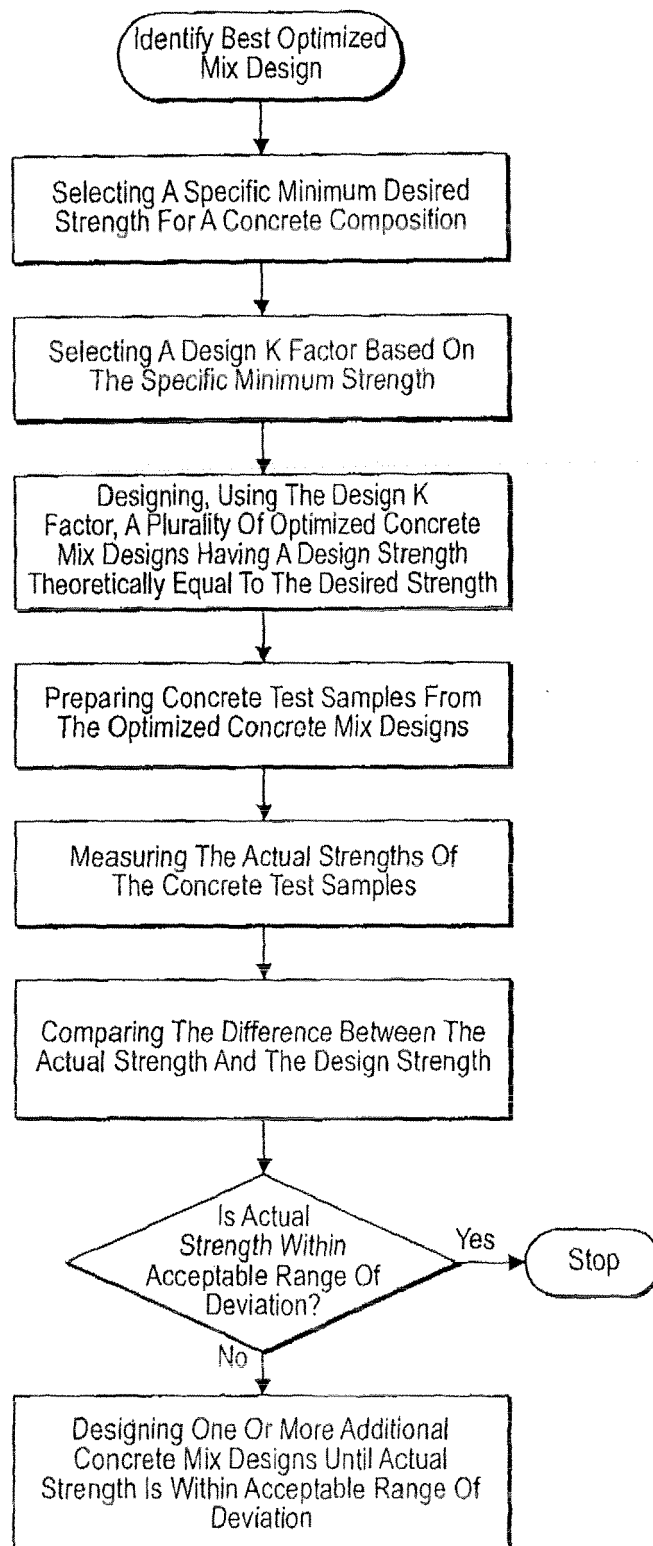 Identify Best Optimized
Mix Design
Selecting A Specific Minimum Desired
Strength For A Concrete Composition
Selecting A Design K Factor Based On
The Specific Minimum Strength
Designing, Using The Design K
Factor, A Plurality Of Optimized Concrete
Mix Designs Having A Design Strength
Theoretically Equal To The Desired Strength
Preparing Concrete Test Samples From
The Optimized Concrete Mix Designs
Measuring The Actual Strengths Of
The Concrete Test Samples
Comparing The Difference Between The
Actual Strength And The Design Strength
Is Actual
Strength Within
Acceptable Range Of
Deviation?
Yes
Stop
No
Designing One Or More Additional
Concrete Mix Designs Until Actual
Strength Is Within Acceptable Range Of
Deviation